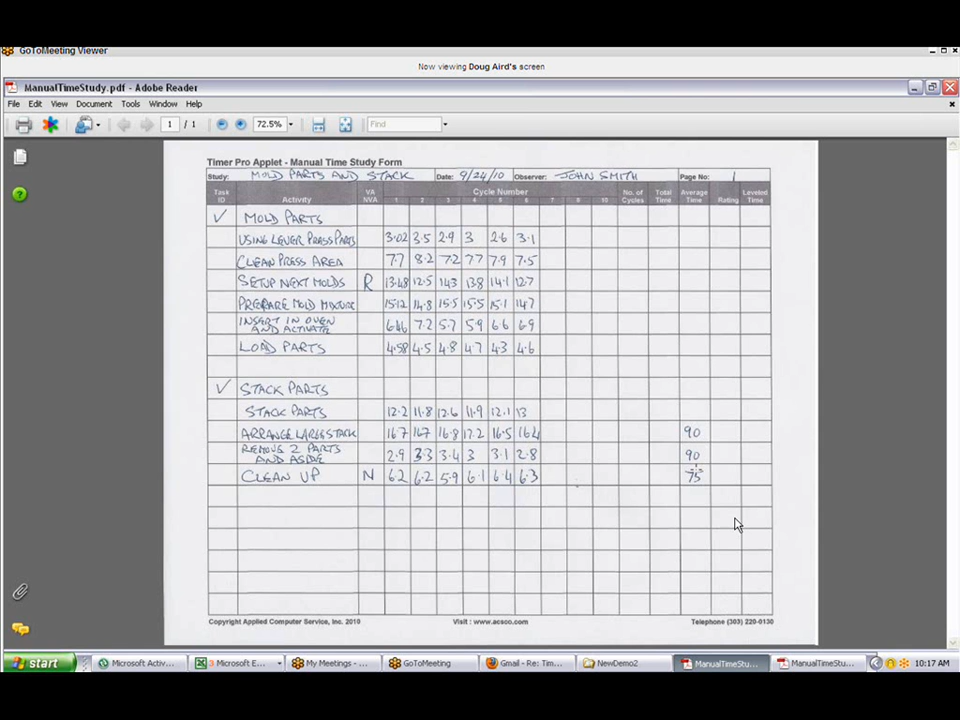 GoToMeeting Viewer
Now viewing Doug Aird's screen
ManualTimeStudy.pdf - Adobe Reader
File Edit View Document Tools Window Help
1 / 1 72.5% Find
Timer Pro Applet - Manual Time Study Form
Study: MOLD PARTS AND STACK Date: 9/24/10 Observer: JOHN SMITH Page No: 1
Task ID Activity VA NVA Cycle Number 1 2 3 4 5 6 7 8 9 10 No. of Cycles Total Time Average Time Rating Leveled Time
✓ MOLD PARTS
USING LEVER PRESS PARTS 3.02 3.5 2.9 3 2.6 3.1
CLEAN PRESS AREA 7.7 8.2 7.2 7.7 7.9 7.5
SETUP NEXT MOLDS R 13.48 12.5 143 13.8 14.1 12.7
PREPARE MOLD MIXTURE 15.12 14.8 15.5 15.5 15.1 147
INSERT IN OVEN AND ACTIVATE 6.46 7.2 5.7 5.9 6.6 6.9
LOAD PARTS 4.58 4.5 4.8 4.7 4.3 4.6
✓ STACK PARTS
STACK PARTS 12.2 11.8 12.6 11.9 12.1 13
ARRANGE LARGE STACK 16.7 167 16.8 17.2 16.5 16.4 90
REMOVE 2 PARTS AND ASIDE 2.9 3.3 3.4 3 3.1 2.8 90
CLEAN UP N 6.2 6.2 5.9 6.1 6.4 6.3 75
Copyright Applied Computer Service, Inc. 2010 Visit : www.acsco.com Telephone (303) 220-0130
start Microsoft Activ... 3 Microsoft E... My Meetings - ... GoToMeeting Gmail - Re: Tim... NewDemo2 ManualTimeStu... ManualTimeStu... 10:17 AM